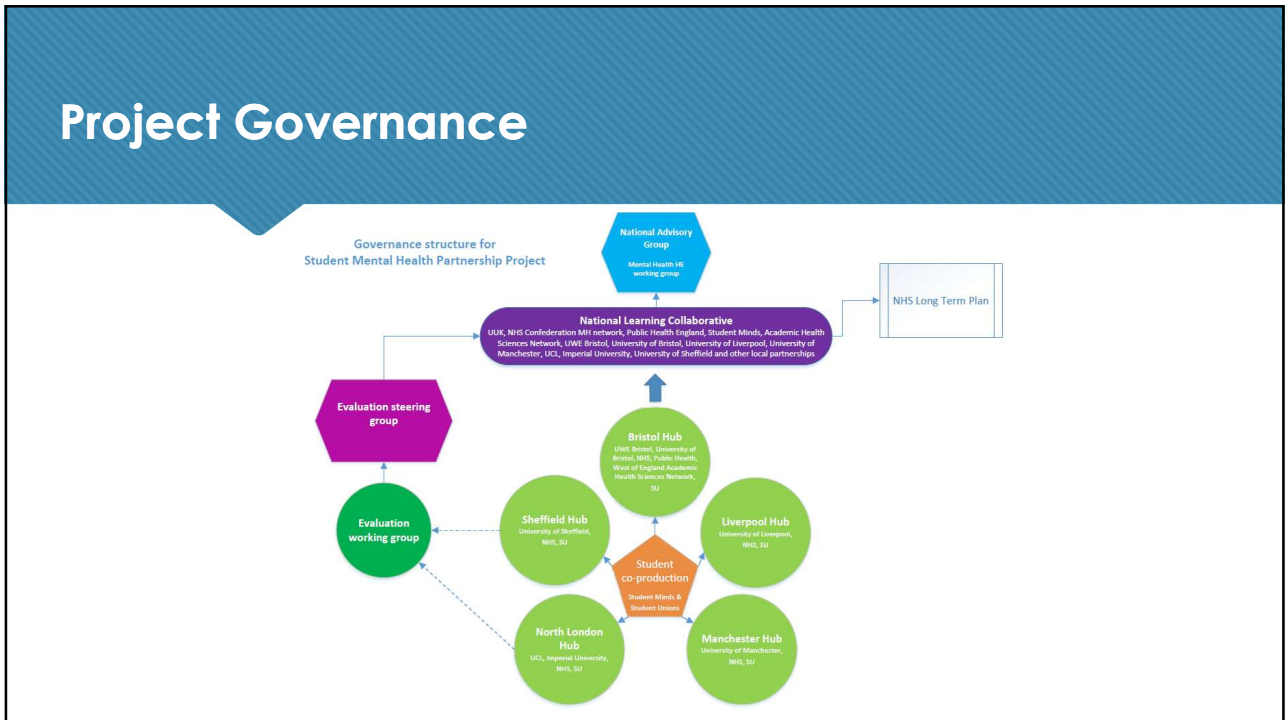 Project Governance
Governance structure for
Student Mental Health Partnership Project
National Advisory
Group
Mental Health HE
working group
NHS Long Term Plan
National Learning Collaborative
UUK, NHS Confederation MH network, Public Health England, Student Minds, Academic Health
Sciences Network, UWE Bristol, University of Bristol, University of Liverpool, University of
Manchester, UCL, Imperial University, University of Sheffield and other local partnerships
Evaluation steering
group
Bristol Hub
UWE Bristol, University of
Bristol, NHS, Public Health,
West of England Academic
Health Sciences Network,
SU
Evaluation
working group
Sheffield Hub
University of Sheffield,
NHS, SU
Liverpool Hub
University of Liverpool,
NHS, SU
Student
co-production
Student Minds &
Student Unions
North London
Hub
UCL, Imperial University,
NHS, SU
Manchester Hub
University of Manchester,
NHS, SU